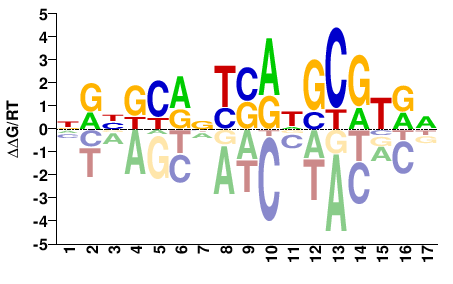 5
4
3
2
1
0
-1
-2
-3
-4
-5
ΔΔG/RT
T G T G C A G T C A T G C G T G A
A C T T G C G G C T A A
C A C T A G A C A G T C T
T A G C A T C T A C A C G
1 2 3 4 5 6 7 8 9 10 11 12 13 14 15 16 17